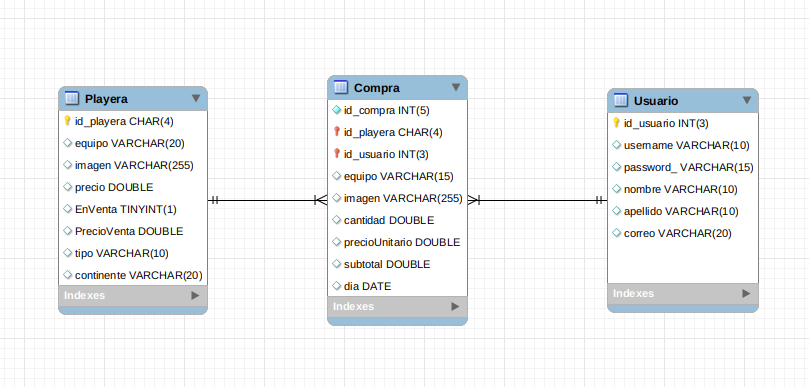 Playera
id_playera CHAR(4)
equipo VARCHAR(20)
imagen VARCHAR(255)
precio DOUBLE
EnVenta TINYINT(1)
PrecioVenta DOUBLE
tipo VARCHAR(10)
continente VARCHAR(20)
Indexes
Compra
id_compra INT(5)
id_playera CHAR(4)
id_usuario INT(3)
equipo VARCHAR(15)
imagen VARCHAR(255)
cantidad DOUBLE
precioUnitario DOUBLE
subtotal DOUBLE
dia DATE
Indexes
Usuario
id_usuario INT(3)
username VARCHAR(10)
password_ VARCHAR(15)
nombre VARCHAR(10)
apellido VARCHAR(10)
correo VARCHAR(20)
Indexes